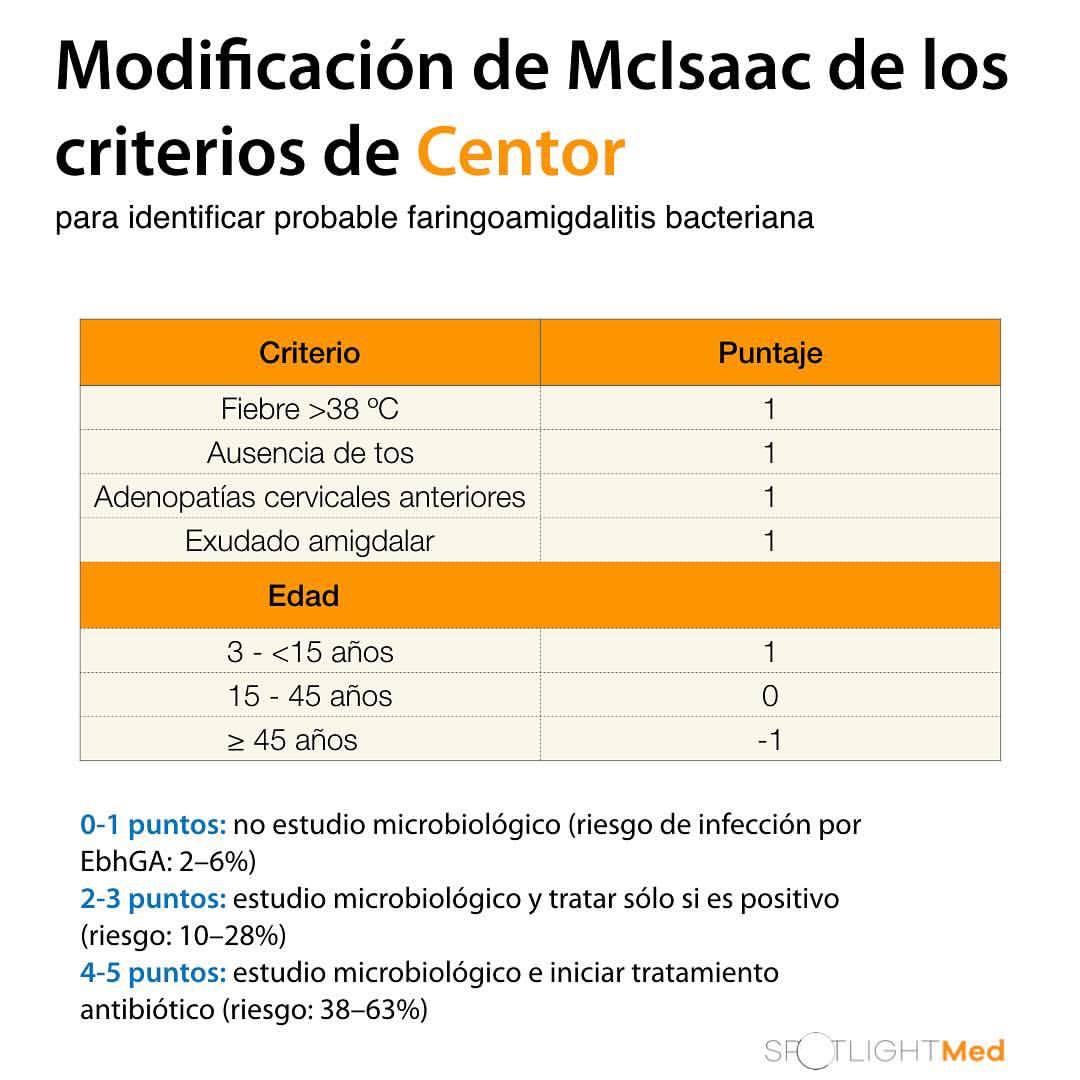 Modificación de McIsaac de los
criterios de Centor
para identificar probable faringoamigdalitis bacteriana
Criterio Puntaje
Fiebre >38 ºC 1
Ausencia de tos 1
Adenopatías cervicales anteriores 1
Exudado amigdalar 1
Edad
3 - <15 años 1
15 - 45 años 0
≥ 45 años -1
0-1 puntos: no estudio microbiológico (riesgo de infección por
EbhGA: 2–6%)
2-3 puntos: estudio microbiológico y tratar sólo si es positivo
(riesgo: 10–28%)
4-5 puntos: estudio microbiológico e iniciar tratamiento
antibiótico (riesgo: 38–63%)
SPOTLIGHTMed